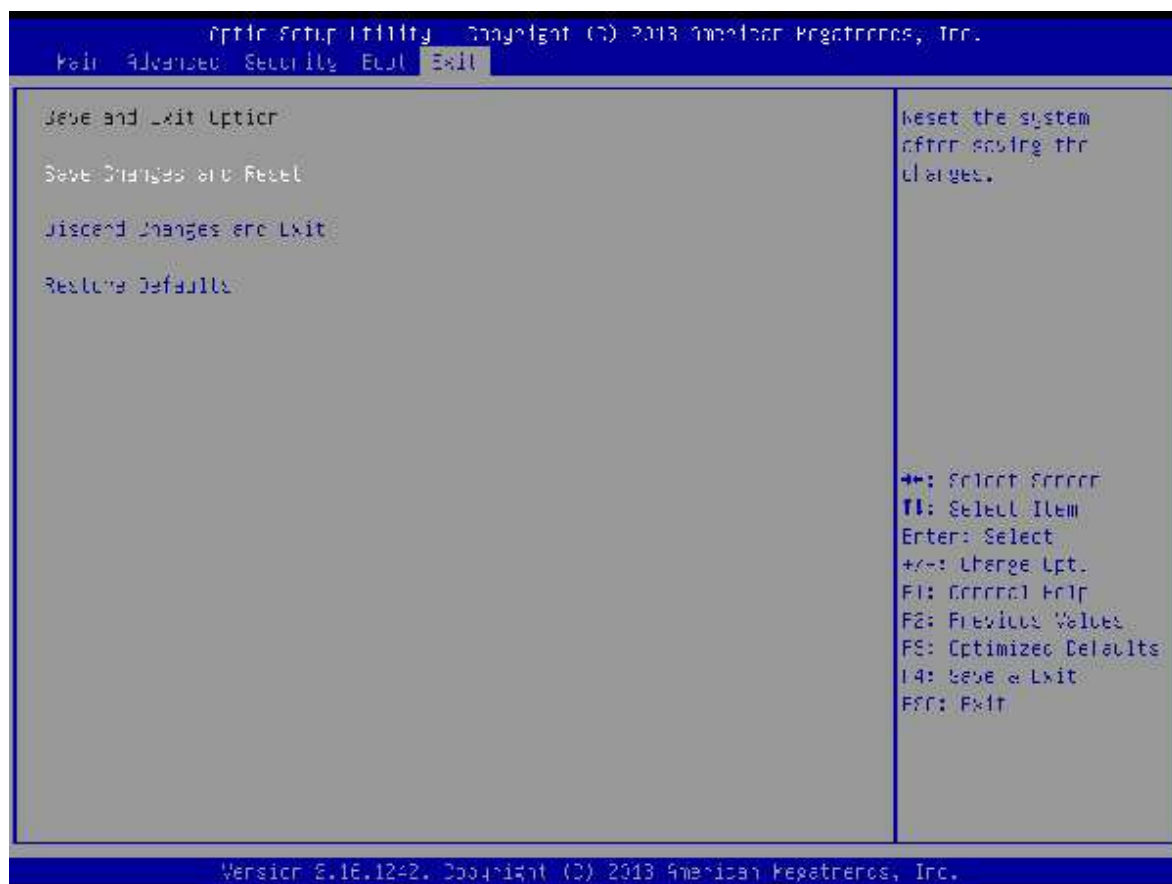 Aptio Setup Utility Copyright (C) 2013 American Megatrends, Inc.
Main Advanced Security Boot Exit
Save and Exit Option
Save Changes and Reset
Discard Changes and Exit
Restore Defaults
Reset the system
after saving the
changes.
→←: Select Screen
↑↓: Select Item
Enter: Select
+/-: Change Opt.
F1: General Help
F2: Previous Values
F3: Optimized Defaults
F4: Save & Exit
ESC: Exit
Version 2.16.1242. Copyright (C) 2013 American Megatrends, Inc.